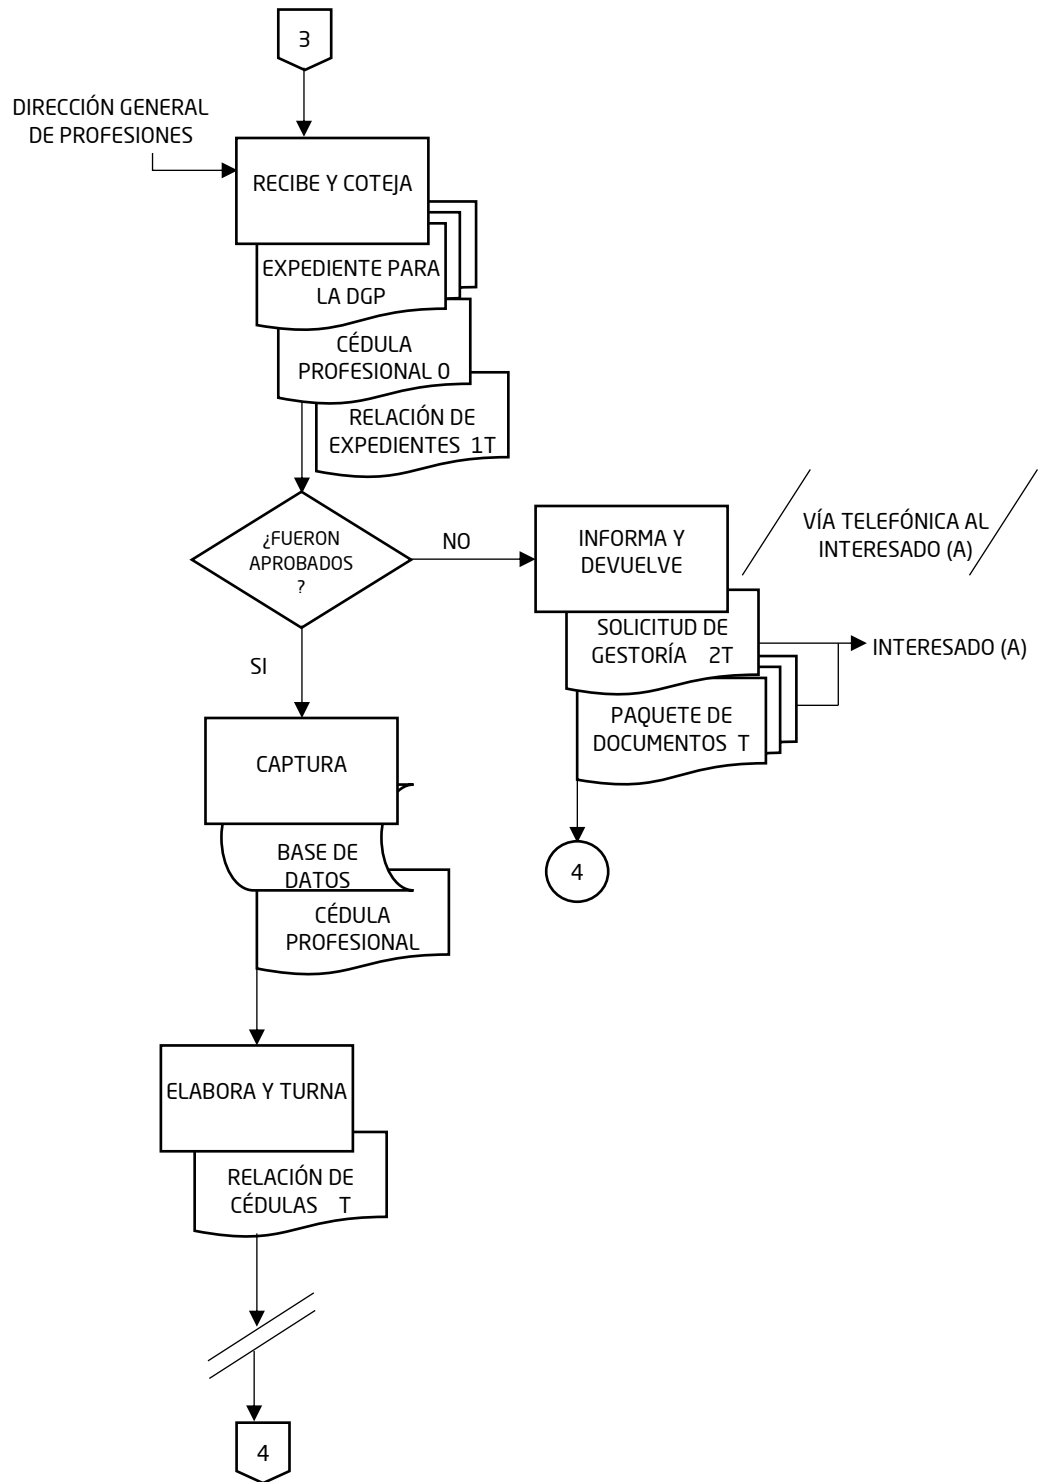 3
DIRECCIÓN GENERAL
DE PROFESIONES
RECIBE Y COTEJA
EXPEDIENTE PARA
LA DGP
CÉDULA
PROFESIONAL 0
RELACIÓN DE
EXPEDIENTES 1T
¿FUERON
APROBADOS
?
NO
SI
INFORMA Y
DEVUELVE
VÍA TELEFÓNICA AL
INTERESADO (A)
SOLICITUD DE
GESTORÍA 2T
INTERESADO (A)
PAQUETE DE
DOCUMENTOS T
4
CAPTURA
BASE DE
DATOS
CÉDULA
PROFESIONAL
ELABORA Y TURNA
RELACIÓN DE
CÉDULAS T
4